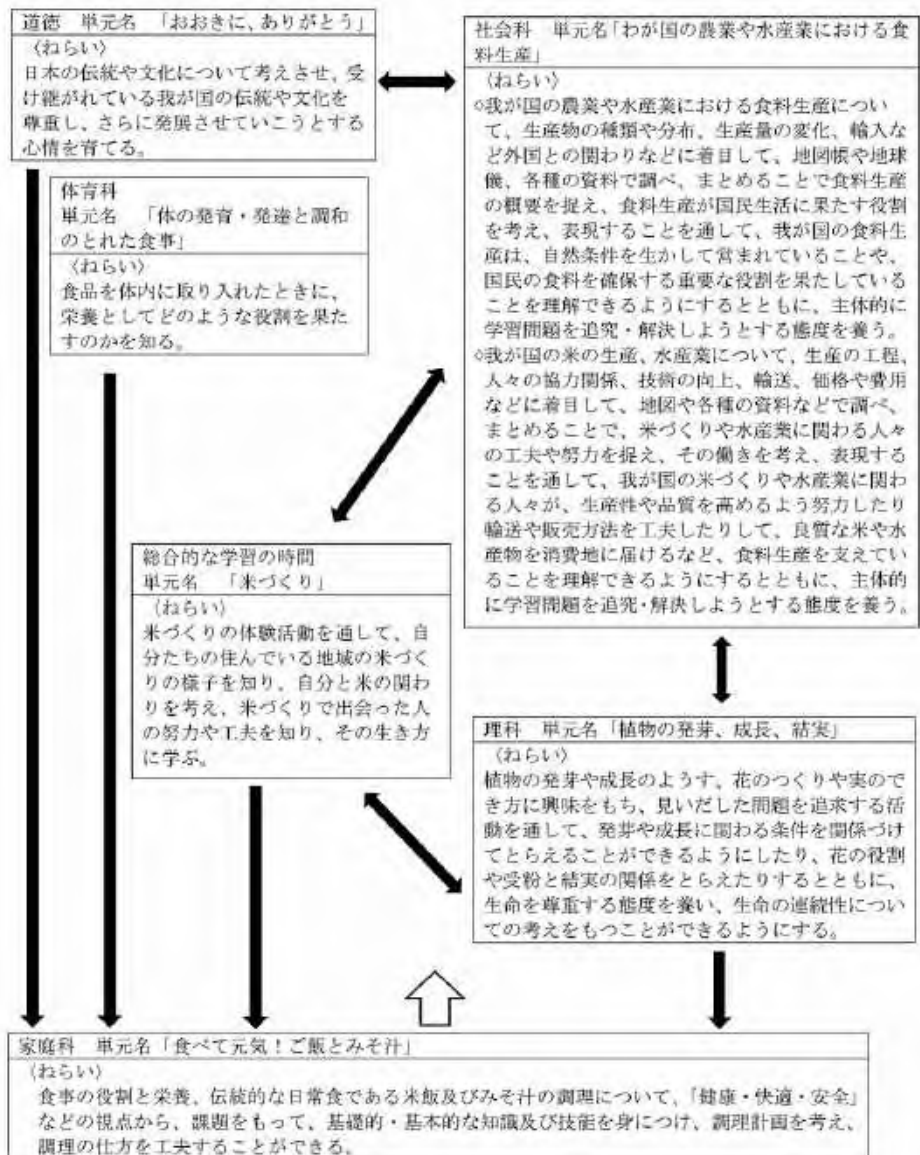 道徳 単元名 「おおきに、ありがとう」
〈ねらい〉
日本の伝統や文化について考えさせ、受
け継がれている我が国の伝統や文化を
尊重し、さらに発展させていこうとする
心情を育てる。
体育科
単元名 「体の発育・発達と調和
のとれた食事」
〈ねらい〉
食品を体内に取り入れたときに、
栄養としてどのような役割を果た
すのかを知る。
社会科 単元名「わが国の農業や水産業における食
料生産」
〈ねらい〉
○我が国の農業や水産業における食料生産につい
て、生産物の種類や分布、生産量の変化、輸入な
ど外国との関わりなどに着目して、地図帳や地球
儀、各種の資料で調べ、まとめることで食料生産
の概要を捉え、食料生産が国民生活に果たす役割
を考え、表現することを通して、我が国の食料生
産は、自然条件を生かして営まれていることや、
国民の食料を確保する重要な役割を果たしている
ことを理解できるようにするとともに、主体的に
学習問題を追究・解決しようとする態度を養う。
○我が国の米の生産、水産業について、生産の工程、
人々の協力関係、技術の向上、輸送、価格や費用
などに着目して、地図や各種の資料などで調べ、
まとめることで、米づくりや水産業に関わる人々
の工夫や努力を捉え、その働きを考え、表現する
ことを通して、我が国の米づくりや水産業に関わ
る人々が、生産性や品質を高めるよう努力したり
輸送や販売方法を工夫したりして、良質な米や水
産物を消費地に届けるなど、食料生産を支えてい
ることを理解できるようにするとともに、主体的
に学習問題を追究・解決しようとする態度を養う。
総合的な学習の時間
単元名 「米づくり」
〈ねらい〉
米づくりの体験活動を通して、自
分たちの住んでいる地域の米づく
りの様子を知り、自分と米の関わ
りを考え、米づくりで出会った人
の努力や工夫を知り、その生き方
に学ぶ。
理科 単元名「植物の発芽、成長、結実」
〈ねらい〉
植物の発芽や成長のようす、花のつくりや実ので
き方に興味をもち、見いだした問題を追求する活
動を通して、発芽や成長に関わる条件を関係づけ
てとらえることができるようにしたり、花の役割
や受粉と結実の関係をとらえたりするとともに、
生命を尊重する態度を養い、生命の連続性につい
ての考えをもつことができるようにする。
家庭科 単元名「食べて元気！ご飯とみそ汁」
〈ねらい〉
食事の役割と栄養、伝統的な日常食である米飯及びみそ汁の調理について、「健康・快適・安全」
などの視点から、課題をもって、基礎的・基本的な知識及び技能を身につけ、調理計画を考え、
調理の仕方を工夫することができる。